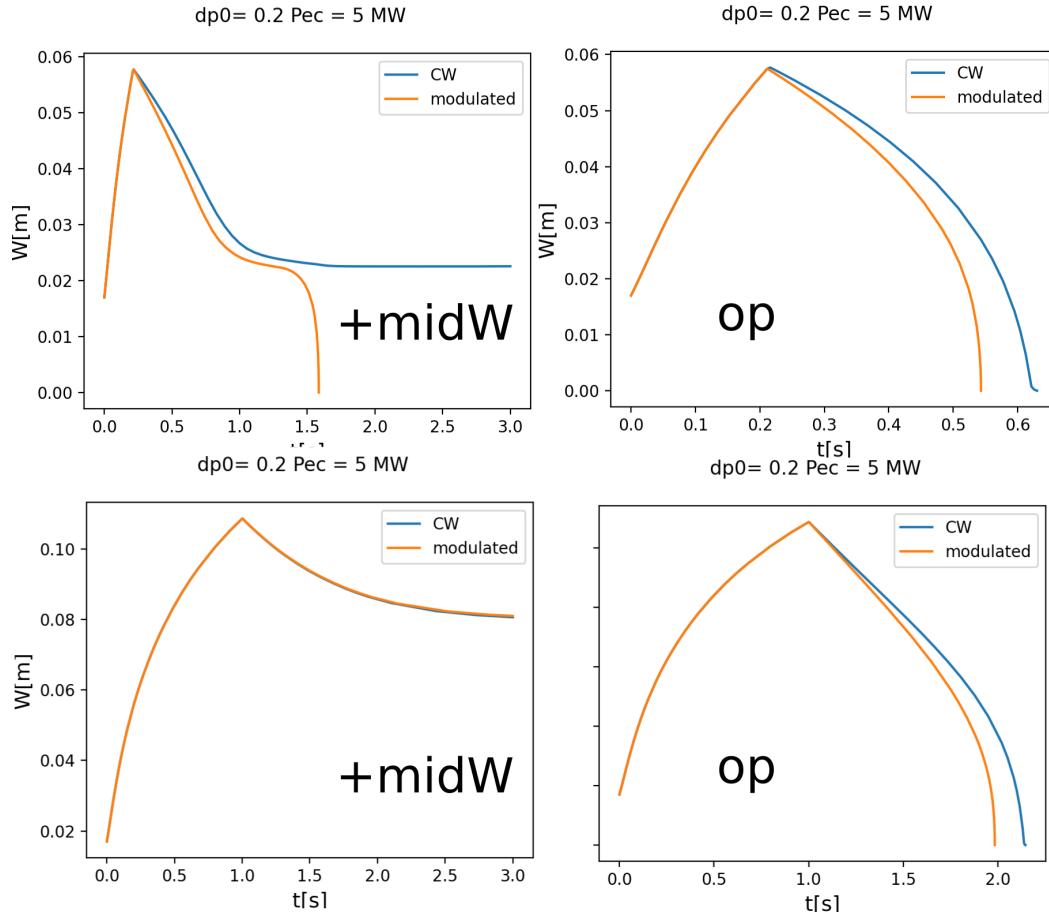 dp0= 0.2 Pec = 5 MW
0.06
0.05
0.04
0.03
0.02
0.01
0.00
W[m]
CW
modulated
+midW
0.0 0.5 1.0 1.5 2.0 2.5 3.0
t[s]
dp0= 0.2 Pec = 5 MW
0.06
0.05
0.04
0.03
0.02
0.01
0.00
W[m]
CW
modulated
op
0.0 0.1 0.2 0.3 0.4 0.5 0.6
t[s]
dp0= 0.2 Pec = 5 MW
0.10
0.08
0.06
0.04
0.02
W[m]
CW
modulated
+midW
0.0 0.5 1.0 1.5 2.0 2.5 3.0
t[s]
dp0= 0.2 Pec = 5 MW
CW
modulated
op
0.0 0.5 1.0 1.5 2.0
t[s]